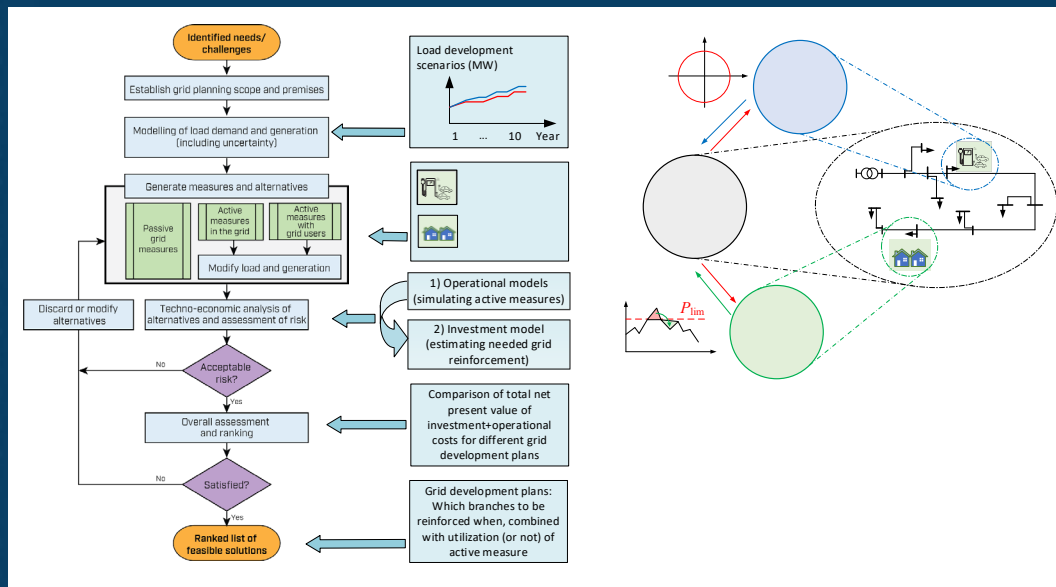 Identified needs/
challenges
Establish grid planning scope and premises
Modelling of load demand and generation
(including uncertainty)
Generate measures and alternatives
Passive
grid
measures
Active
measures
in the grid
Active
measures
with
grid users
Modify load and generation
Discard or modify
alternatives
Techno-economic analysis of
alternatives and assessment of risk
No
Acceptable
risk?
Yes
Overall assessment
and ranking
No
Satisfied?
Yes
Ranked list of
feasible solutions
Load development
scenarios (MW)
1 ... 10 Year
1) Operational models
(simulating active measures)
2) Investment model
(estimating needed grid
reinforcement)
Comparison of total net
present value of
investment+operational
costs for different grid
development plans
Grid development plans:
Which branches to be
reinforced when, combined
with utilization (or not) of
active measure
P_lim